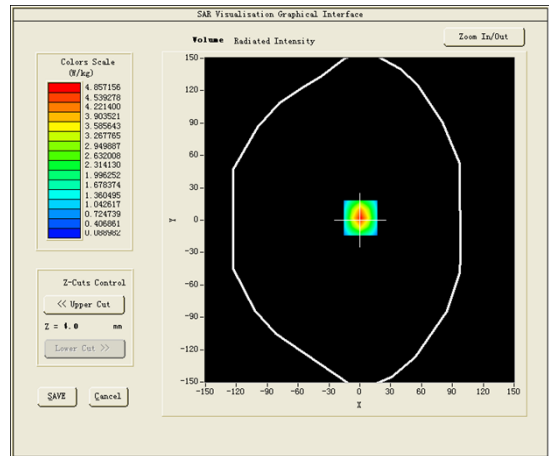 SAR Visualisation Graphical Interface
Volume Radiated Intensity
Zoom In/Out
Colors Scale
(W/kg)
4.857156
4.539278
4.221400
3.903521
3.585643
3.267765
2.949887
2.632008
2.314130
1.996252
1.678374
1.360495
1.042617
0.724739
0.406861
0.088982
Z-Cuts Control
<< Upper Cut
Z = 4.0 mm
Lower Cut >>
SAVE Cancel
150
120
90
60
30
0
-30
-60
-90
-120
-150
Y
-150 -120 -90 -60 -30 0 30 60 90 120 150
X